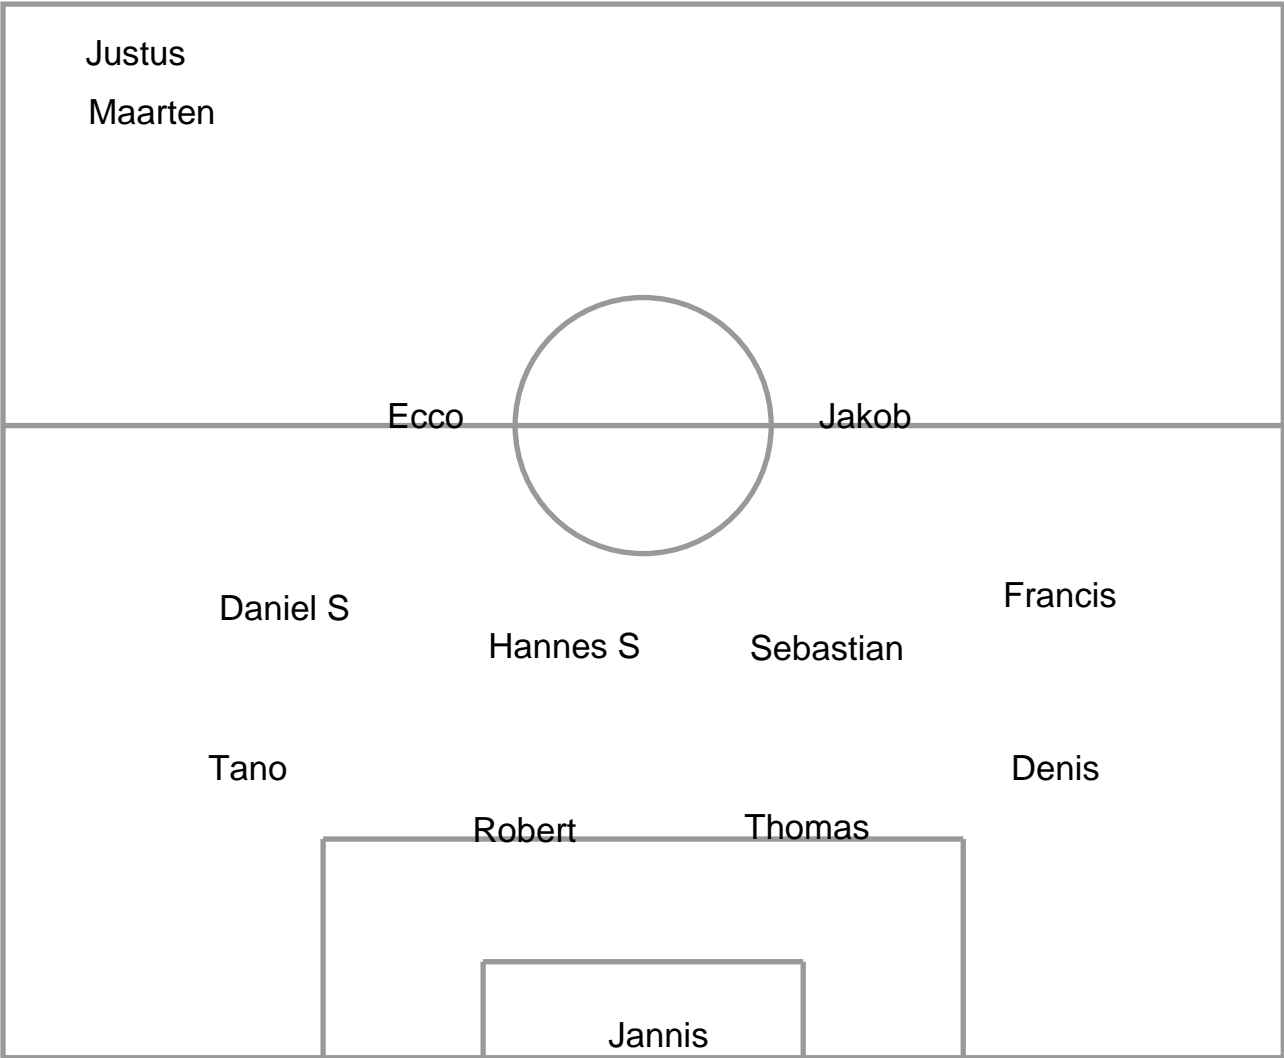 Justus
Maarten
Ecco
Jakob
Daniel S
Francis
Hannes S
Sebastian
Tano
Denis
Robert
Thomas
Jannis